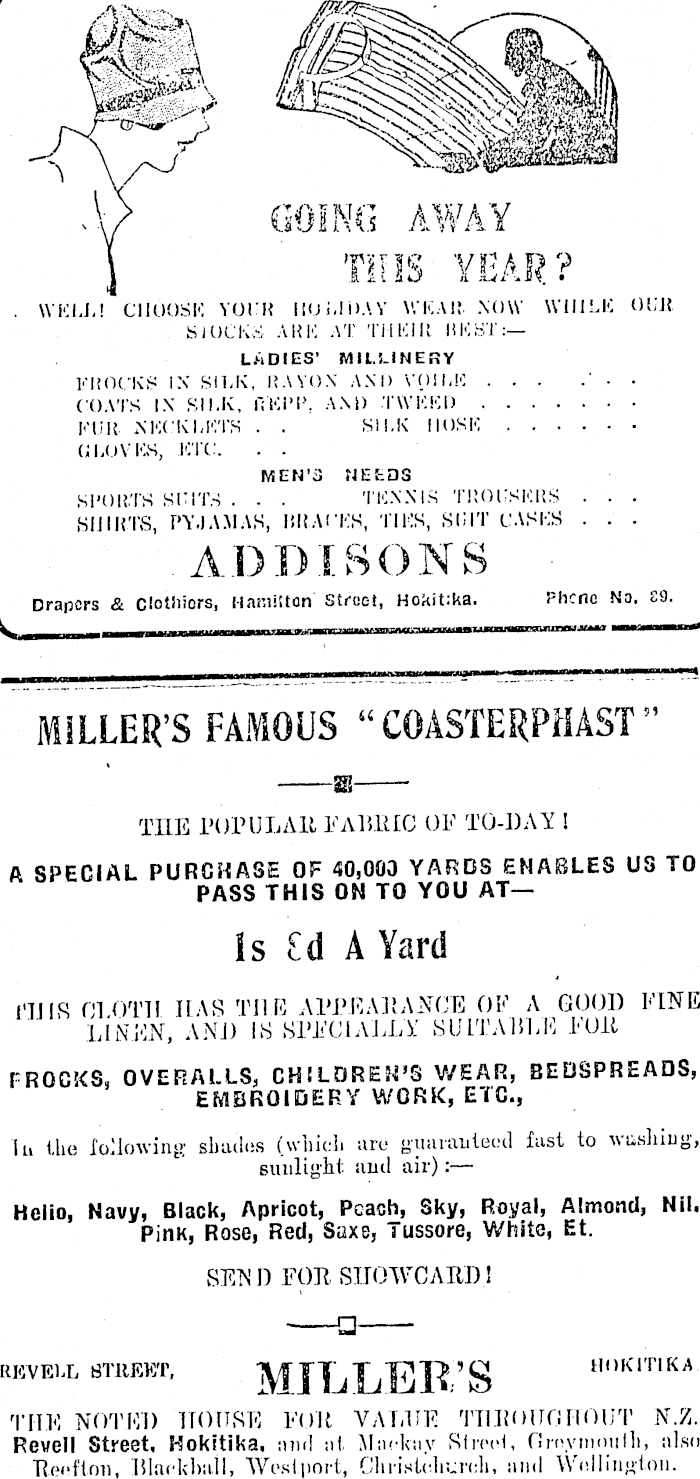 GOING AWAY
THIS YEAR?
WELL! CHOOSE YOUR HOLIDAY WEAR NOW WHILE OUR
STOCKS ARE AT THEIR BEST:—
LADIES' MILLINERY
FROCKS IN SILK, RAYON AND VOILE . . . . . .
COATS IN SILK, REPP, AND TWEED . . . . . . .
FUR NECKLETS . . SILK HOSE . . . . . .
GLOVES, ETC. . .
MEN'S NEEDS
SPORTS SUITS . . . TENNIS TROUSERS . . .
SHIRTS, PYJAMAS, BRACES, TIES, SUIT CASES . . .
ADDISONS
Drapers & Clothiers, Hamilton Street, Hokitika. Phone No. 89.
MILLER'S FAMOUS "COASTERPHAST"
THE POPULAR FABRIC OF TO-DAY!
A SPECIAL PURCHASE OF 40,000 YARDS ENABLES US TO
PASS THIS ON TO YOU AT—
1s A Yard
THIS CLOTH HAS THE APPEARANCE OF A GOOD FINE
LINEN, AND IS SPECIALLY SUITABLE FOR
FROCKS, OVERALLS, CHILDREN'S WEAR, BEDSPREADS,
EMBROIDERY WORK, ETC.,
In the following shades (which are guaranteed fast to washing,
sunlight and air):—
Helio, Navy, Black, Apricot, Peach, Sky, Royal, Almond, Nil.
Pink, Rose, Red, Saxe, Tussore, White, Et.
SEND FOR SHOWCARD!
REVELL STREET, MILLER'S HOKITIKA
THE NOTED HOUSE FOR VALUE THROUGHOUT N.Z.
Revell Street, Hokitika, and at Mackay Street, Greymouth, also
Reefton, Blackball, Westport, Christchurch, and Wellington.